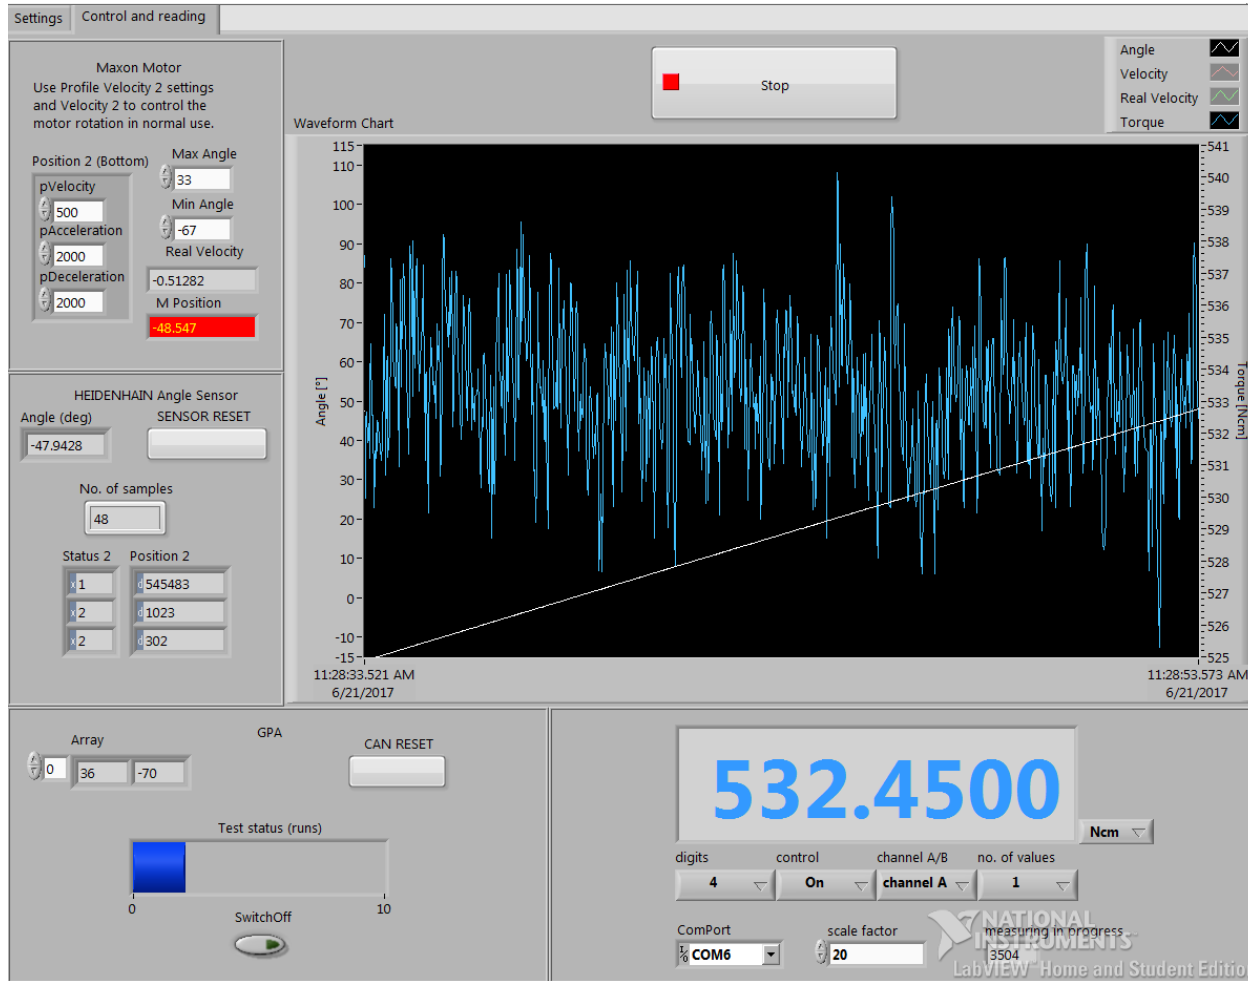 Settings
Control and reading
Maxon Motor
Use Profile Velocity 2 settings
and Velocity 2 to control the
motor rotation in normal use.
Position 2 (Bottom)
pVelocity
500
pAcceleration
2000
pDeceleration
2000
Max Angle
33
Min Angle
-67
Real Velocity
-0.51282
M Position
-48.547
HEIDENHAIN Angle Sensor
Angle (deg)
-47.9428
SENSOR RESET
No. of samples
48
Status 2
x 1
x 2
x 2
Position 2
d 545483
d 1023
d 302
Stop
Angle
Velocity
Real Velocity
Torque
Waveform Chart
Angle [°]
115
110
100
90
80
70
60
50
40
30
20
10
0
-10
-15
541
540
539
538
537
536
535
534
533
532
531
530
529
528
527
526
525
Torque [Ncm]
11:28:33.521 AM
6/21/2017
11:28:53.573 AM
6/21/2017
GPA
Array
0
36
-70
CAN RESET
Test status (runs)
0
10
SwitchOff
532.4500
Ncm
digits
4
control
On
channel A/B
channel A
no. of values
1
ComPort
COM6
scale factor
20
measuring in progress
3504
NATIONAL
INSTRUMENTS
LabVIEW™ Home and Student Editio